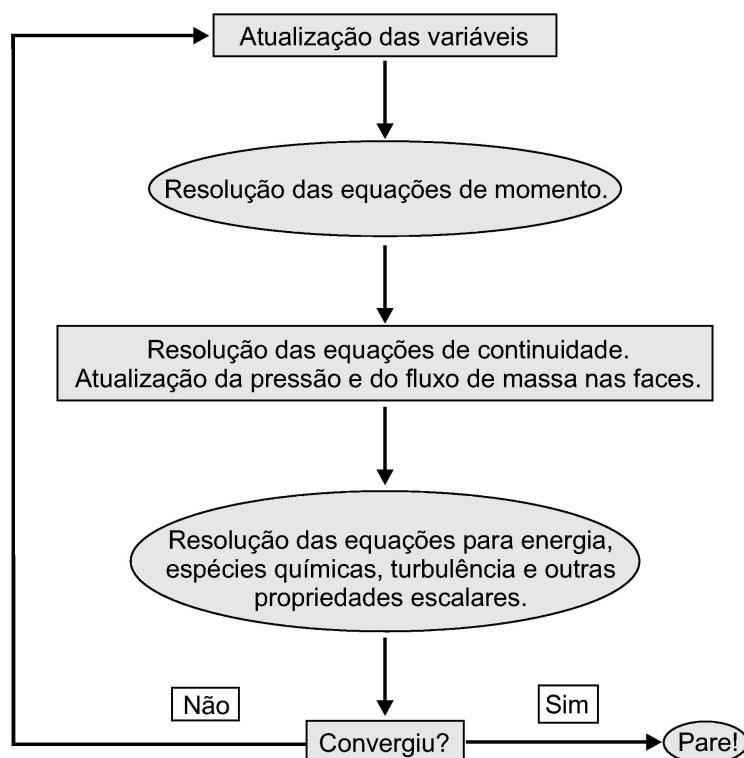 Atualização das variáveis
Resolução das equações de momento.
Resolução das equações de continuidade.
Atualização da pressão e do fluxo de massa nas faces.
Resolução das equações para energia,
espécies químicas, turbulência e outras
propriedades escalares.
Não
Sim
Convergiu?
Pare!